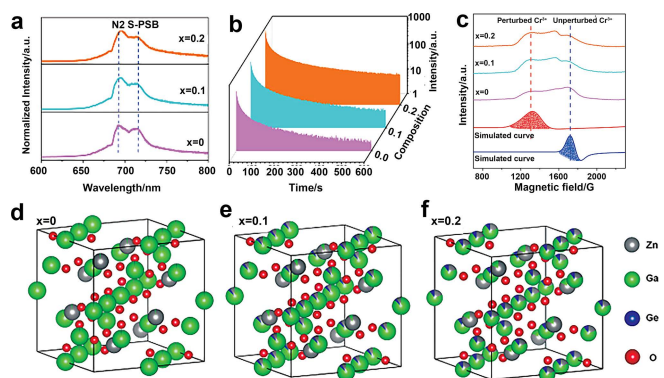 a
N2 S-PSB
x=0.2
x=0.1
x=0
Normalized Intensity/a.u.
600 650 700 750 800
Wavelength/nm
b
1000
100
10
1
Intensity/a.u.
0.2
0.1
0.0
Composition
0 100 200 300 400 500 600
Time/s
c
Perturbed Cr³⁺ Unperturbed Cr³⁺
x=0.2
x=0.1
x=0
Simulated curve
Simulated curve
Intensity/a.u.
1000 1500 2000
Magnetic field/G
d
x=0
e
x=0.1
f
x=0.2
Zn
Ga
Ge
O